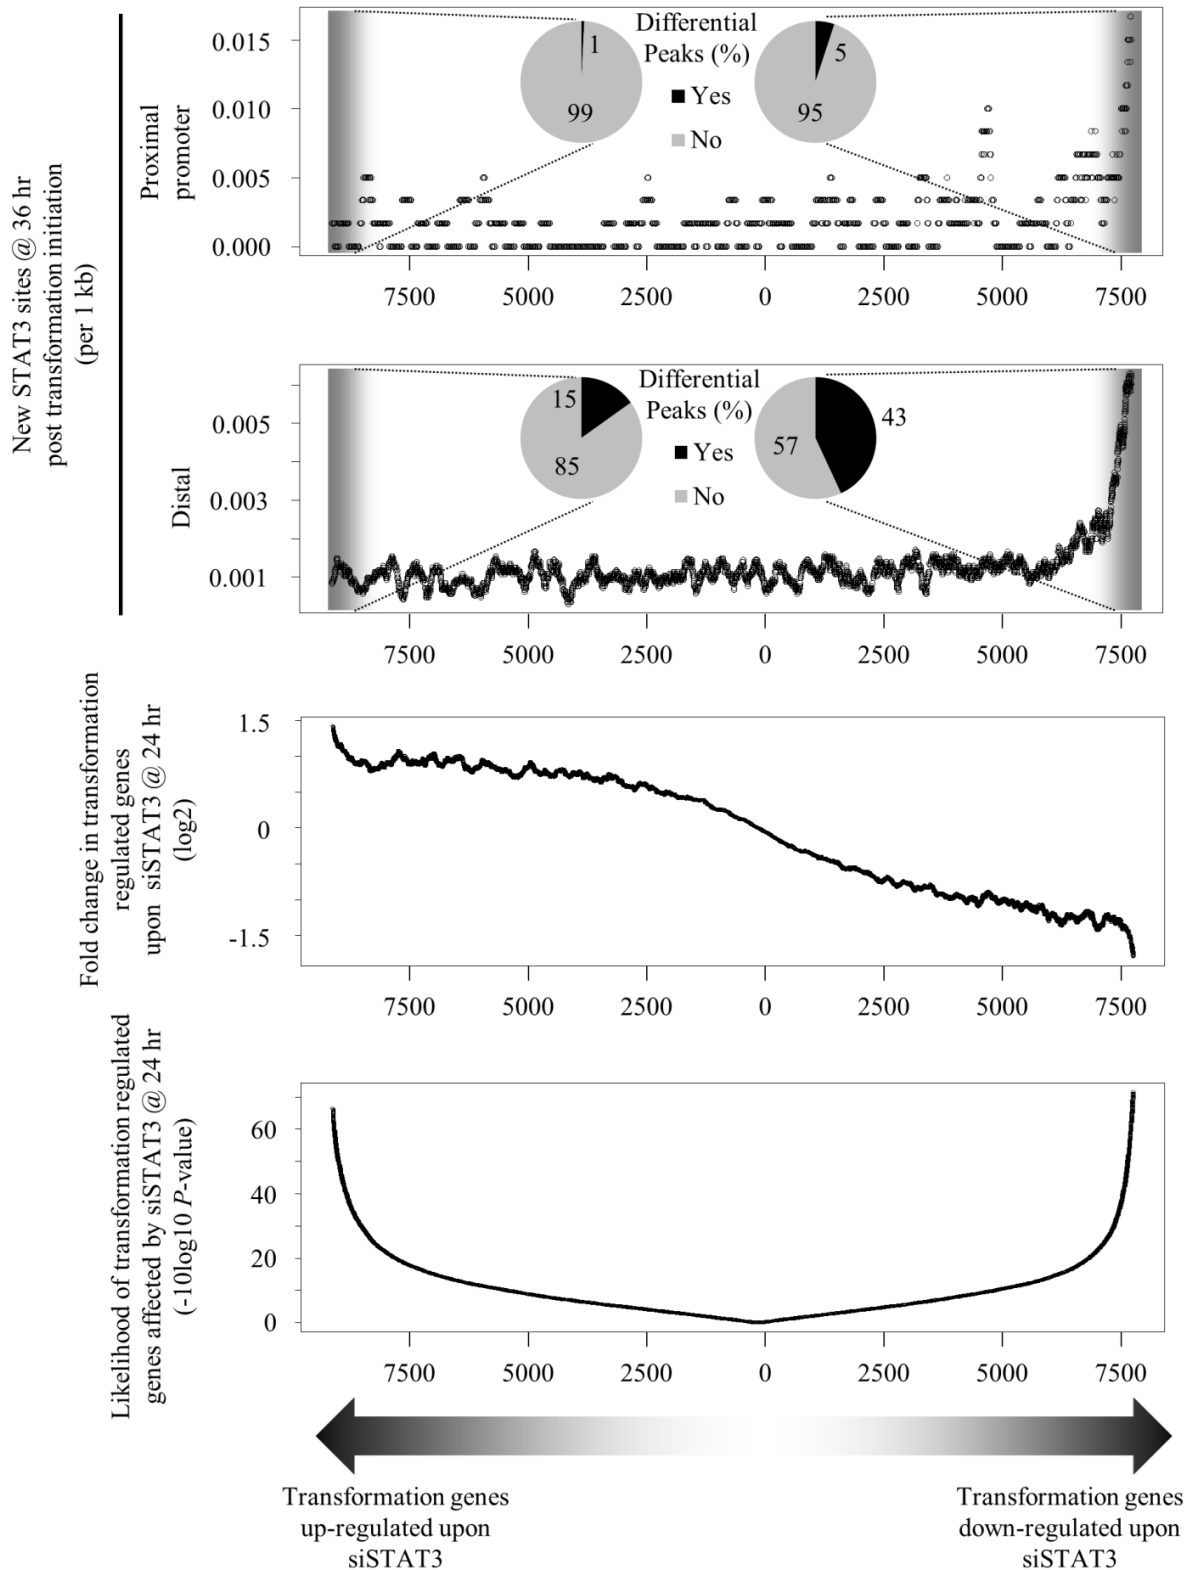 New STAT3 sites @ 36 hr
post transformation initiation
(per 1 kb)
Proximal
promoter
0.015
0.010
0.005
0.000
Differential
Peaks (%)
Yes
No
1
99
5
95
7500 5000 2500 0 2500 5000 7500
Distal
0.005
0.003
0.001
Differential
Peaks (%)
Yes
No
15
85
43
57
7500 5000 2500 0 2500 5000 7500
Fold change in transformation
regulated genes
upon siSTAT3 @ 24 hr
(log2)
1.5
0
-1.5
7500 5000 2500 0 2500 5000 7500
Likelihood of transformation regulated
genes affected by siSTAT3 @ 24 hr
(-10log10 P-value)
60
40
20
0
7500 5000 2500 0 2500 5000 7500
Transformation genes
up-regulated upon
siSTAT3
Transformation genes
down-regulated upon
siSTAT3